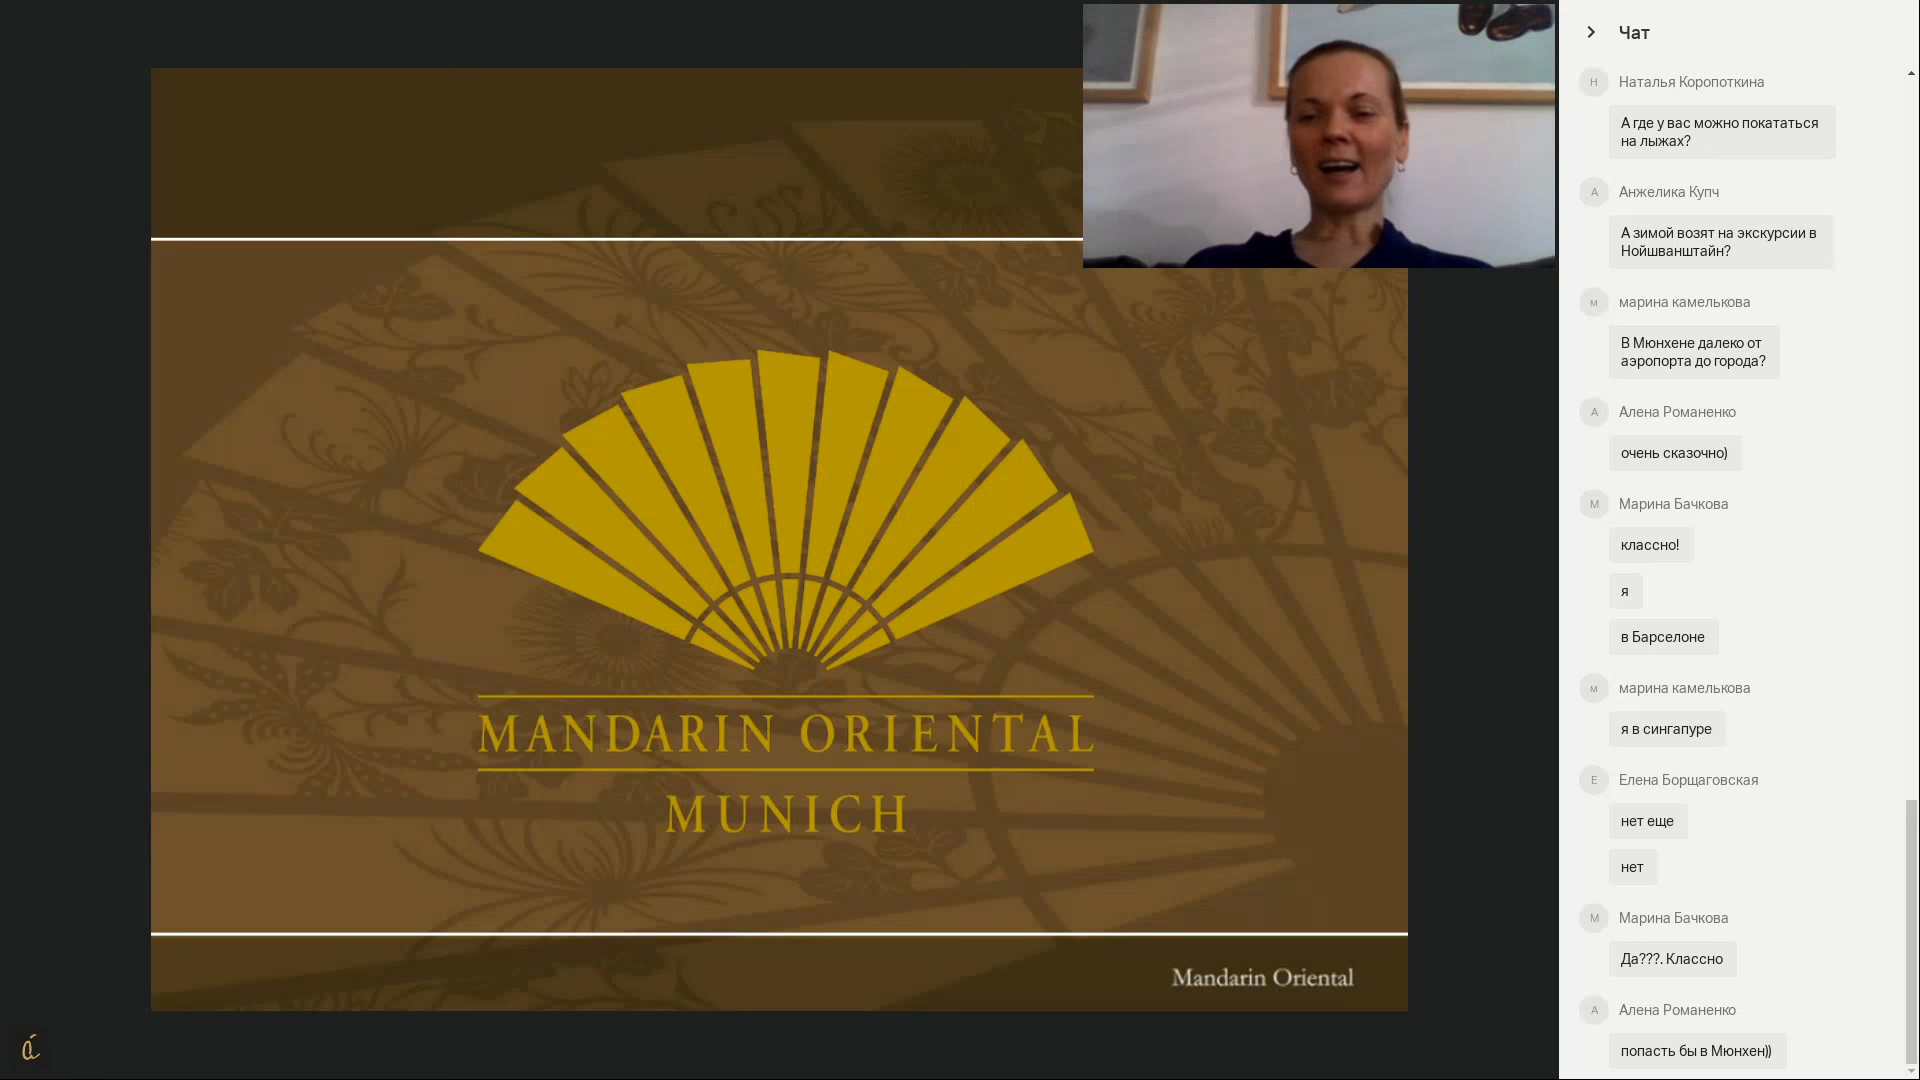 MANDARIN ORIENTAL
MUNICH
Mandarin Oriental
á
Чат
Н
Наталья Коропоткина
А где у вас можно покататься
на лыжах?
А
Анжелика Купч
А зимой возят на экскурсии в
Нойшванштайн?
м
марина камелькова
В Мюнхене далеко от
аэропорта до города?
А
Алена Романенко
очень сказочно)
М
Марина Бачкова
классно!
я
в Барселоне
м
марина камелькова
я в сингапуре
Е
Елена Борщаговская
нет еще
нет
М
Марина Бачкова
Да???. Классно
А
Алена Романенко
попасть бы в Мюнхен))